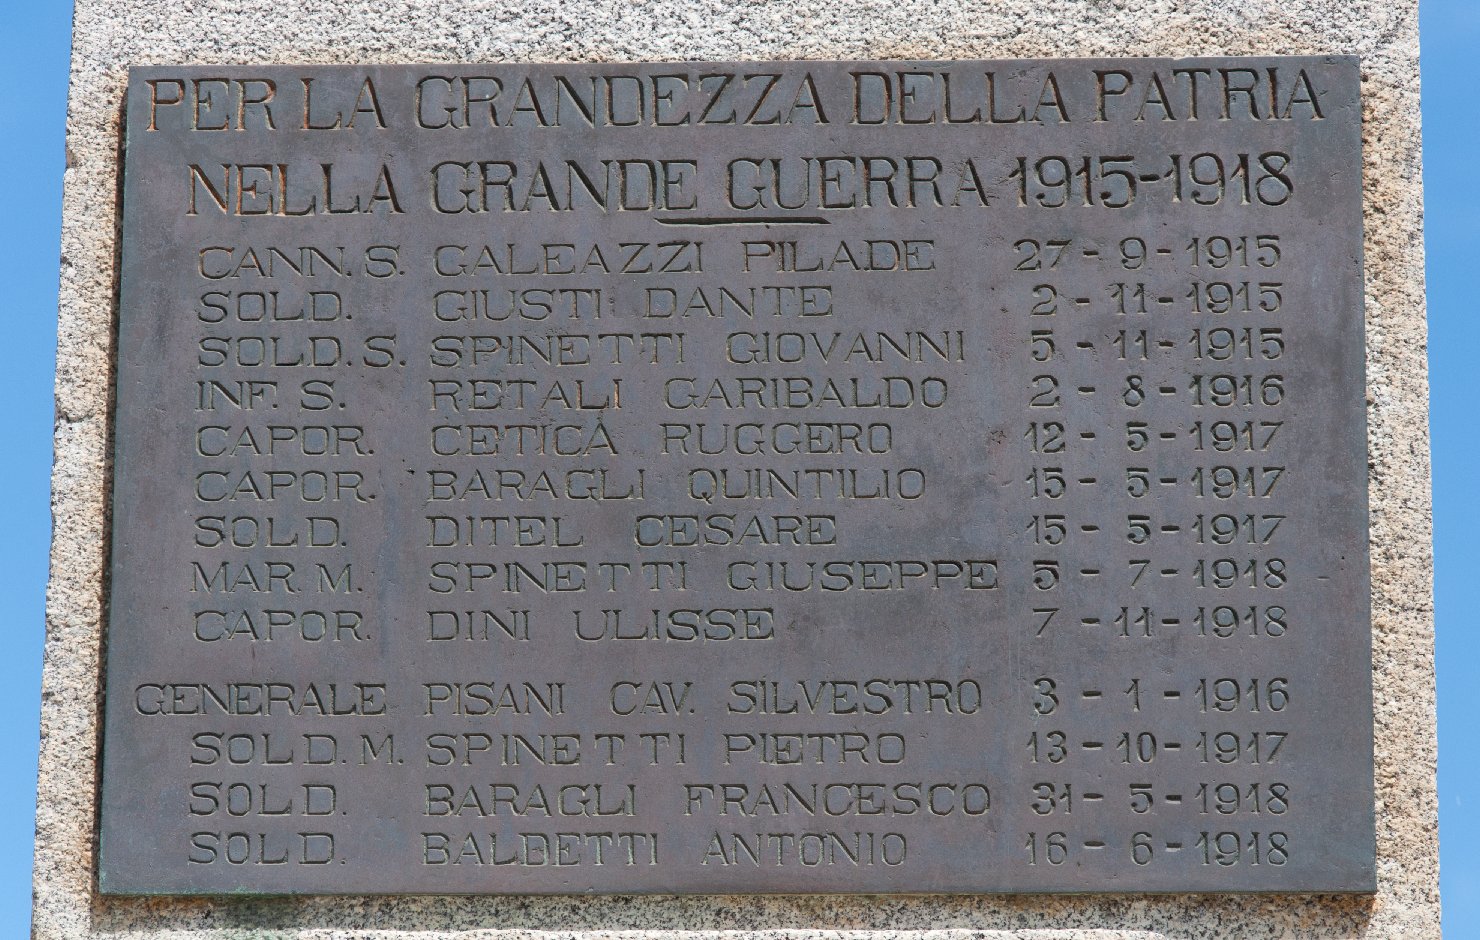 PER LA GRANDEZZA DELLA PATRIA
NELLA GRANDE GUERRA 1915-1918
CANN. S. GALEAZZI PILADE 27 - 9 - 1915
SOLD. GIUSTI DANTE 2 - 11 - 1915
SOLD. S. SPINETTI GIOVANNI 5 - 11 - 1915
INF. S. RETALI GARIBALDO 2 - 8 - 1916
CAPOR. CETICA RUGGERO 12 - 5 - 1917
CAPOR. BARAGLI QUINTILIO 15 - 5 - 1917
SOLD. DITEL CESARE 15 - 5 - 1917
MAR. M. SPINETTI GIUSEPPE 5 - 7 - 1918
CAPOR. DINI ULISSE 7 - 11 - 1918
GENERALE PISANI CAV. SILVESTRO 3 - 1 - 1916
SOLD. M. SPINETTI PIETRO 13 - 10 - 1917
SOLD. BARAGLI FRANCESCO 31 - 5 - 1918
SOLD. BALDETTI ANTONIO 16 - 6 - 1918